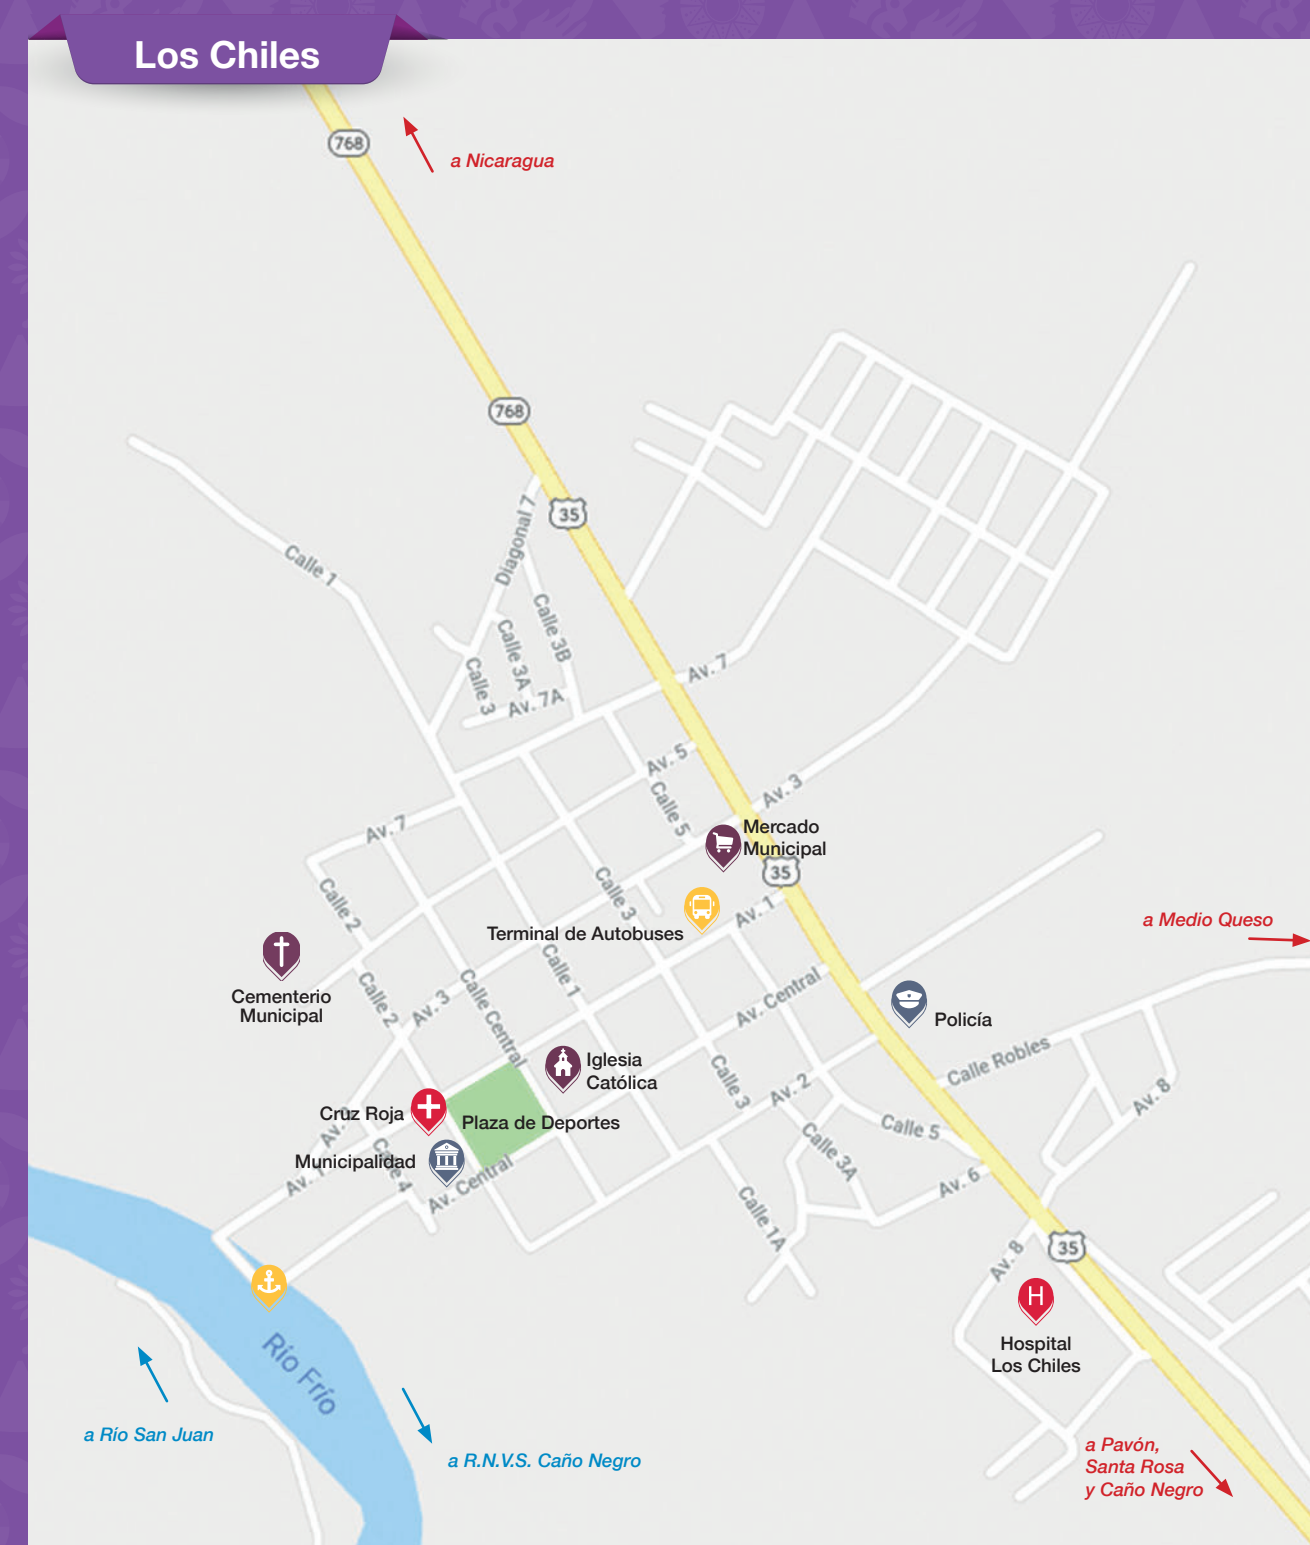 Los Chiles
768
a Nicaragua
768
35
Diagonal 7
Calle 1
Calle 3B
Calle 3A
Calle 3
Av. 7A
Av. 7
Av. 5
Av. 3
Calle 5
Mercado
Municipal
35
Av. 7
Calle 2
Calle 3
Av. 1
Terminal de Autobuses
a Medio Queso
Cementerio
Municipal
Calle 1
Calle 2
Av. 3
Calle Central
Av. Central
Policía
Iglesia
Católica
Calle Robles
Calle 3
Av. 2
Av. 8
Cruz Roja
Plaza de Deportes
Calle 5
Calle 3A
Municipalidad
Calle 4
Av. 1
Av. Central
Av. 6
Calle 1A
Av. 8
35
H
Hospital
Los Chiles
Río Frío
a Río San Juan
a R.N.V.S. Caño Negro
a Pavón,
Santa Rosa
y Caño Negro